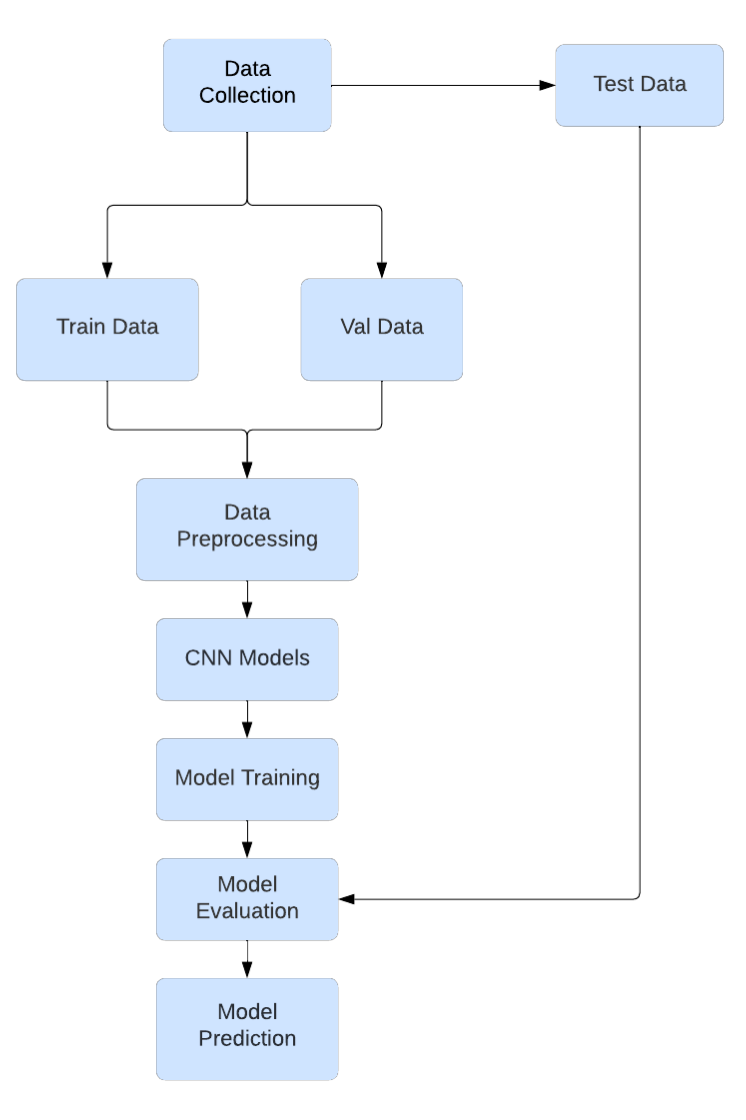 Data
Collection
Test Data
Train Data
Val Data
Data
Preprocessing
CNN Models
Model Training
Model
Evaluation
Model
Prediction